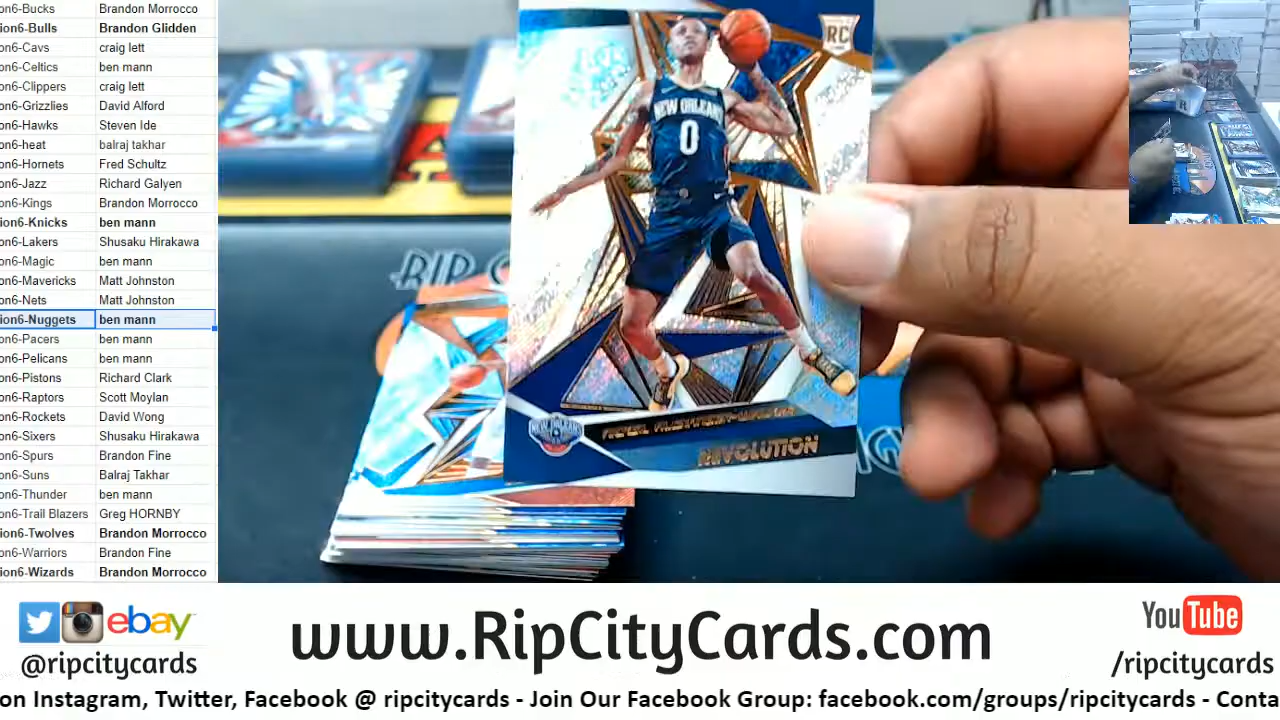 on6-Bucks Brandon Morrocco
ion6-Bulls Brandon Glidden
on6-Cavs craig lett
on6-Celtics ben mann
on6-Clippers craig lett
on6-Grizzlies David Alford
on6-Hawks Steven Ide
on6-heat balraj takhar
on6-Hornets Fred Schultz
on6-Jazz Richard Galyen
on6-Kings Brandon Morrocco
ion6-Knicks ben mann
on6-Lakers Shusaku Hirakawa
on6-Magic ben mann
on6-Mavericks Matt Johnston
on6-Nets Matt Johnston
ion6-Nuggets ben mann
on6-Pacers ben mann
on6-Pelicans ben mann
on6-Pistons Richard Clark
on6-Raptors Scott Moylan
on6-Rockets David Wong
on6-Sixers Shusaku Hirakawa
on6-Spurs Brandon Fine
on6-Suns Balraj Takhar
on6-Thunder ben mann
on6-Trail Blazers Greg HORNBY
ion6-Twolves Brandon Morrocco
on6-Warriors Brandon Fine
ion6-Wizards Brandon Morrocco
RC
NEW ORLEANS
0
REVOLUTION
RIP
ebay
@ripcitycards
www.RipCityCards.com
YouTube
/ripcitycards
on Instagram, Twitter, Facebook @ ripcitycards - Join Our Facebook Group: facebook.com/groups/ripcitycards - Conta